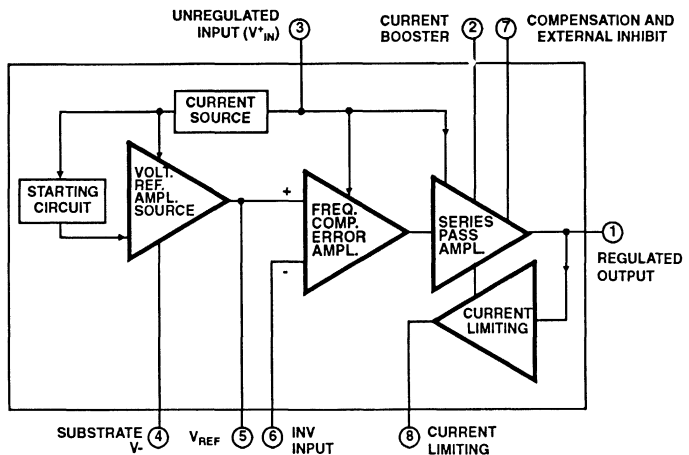 UNREGULATED
INPUT (V⁺IN)
3
CURRENT
BOOSTER
2
7
COMPENSATION AND
EXTERNAL INHIBIT
CURRENT
SOURCE
STARTING
CIRCUIT
VOLT.
REF.
AMPL.
SOURCE
+
-
FREQ.
COMP.
ERROR
AMPL.
SERIES
PASS
AMPL.
1
REGULATED
OUTPUT
CURRENT
LIMITING
SUBSTRATE
V-
4
VREF
5
6
INV
INPUT
8
CURRENT
LIMITING